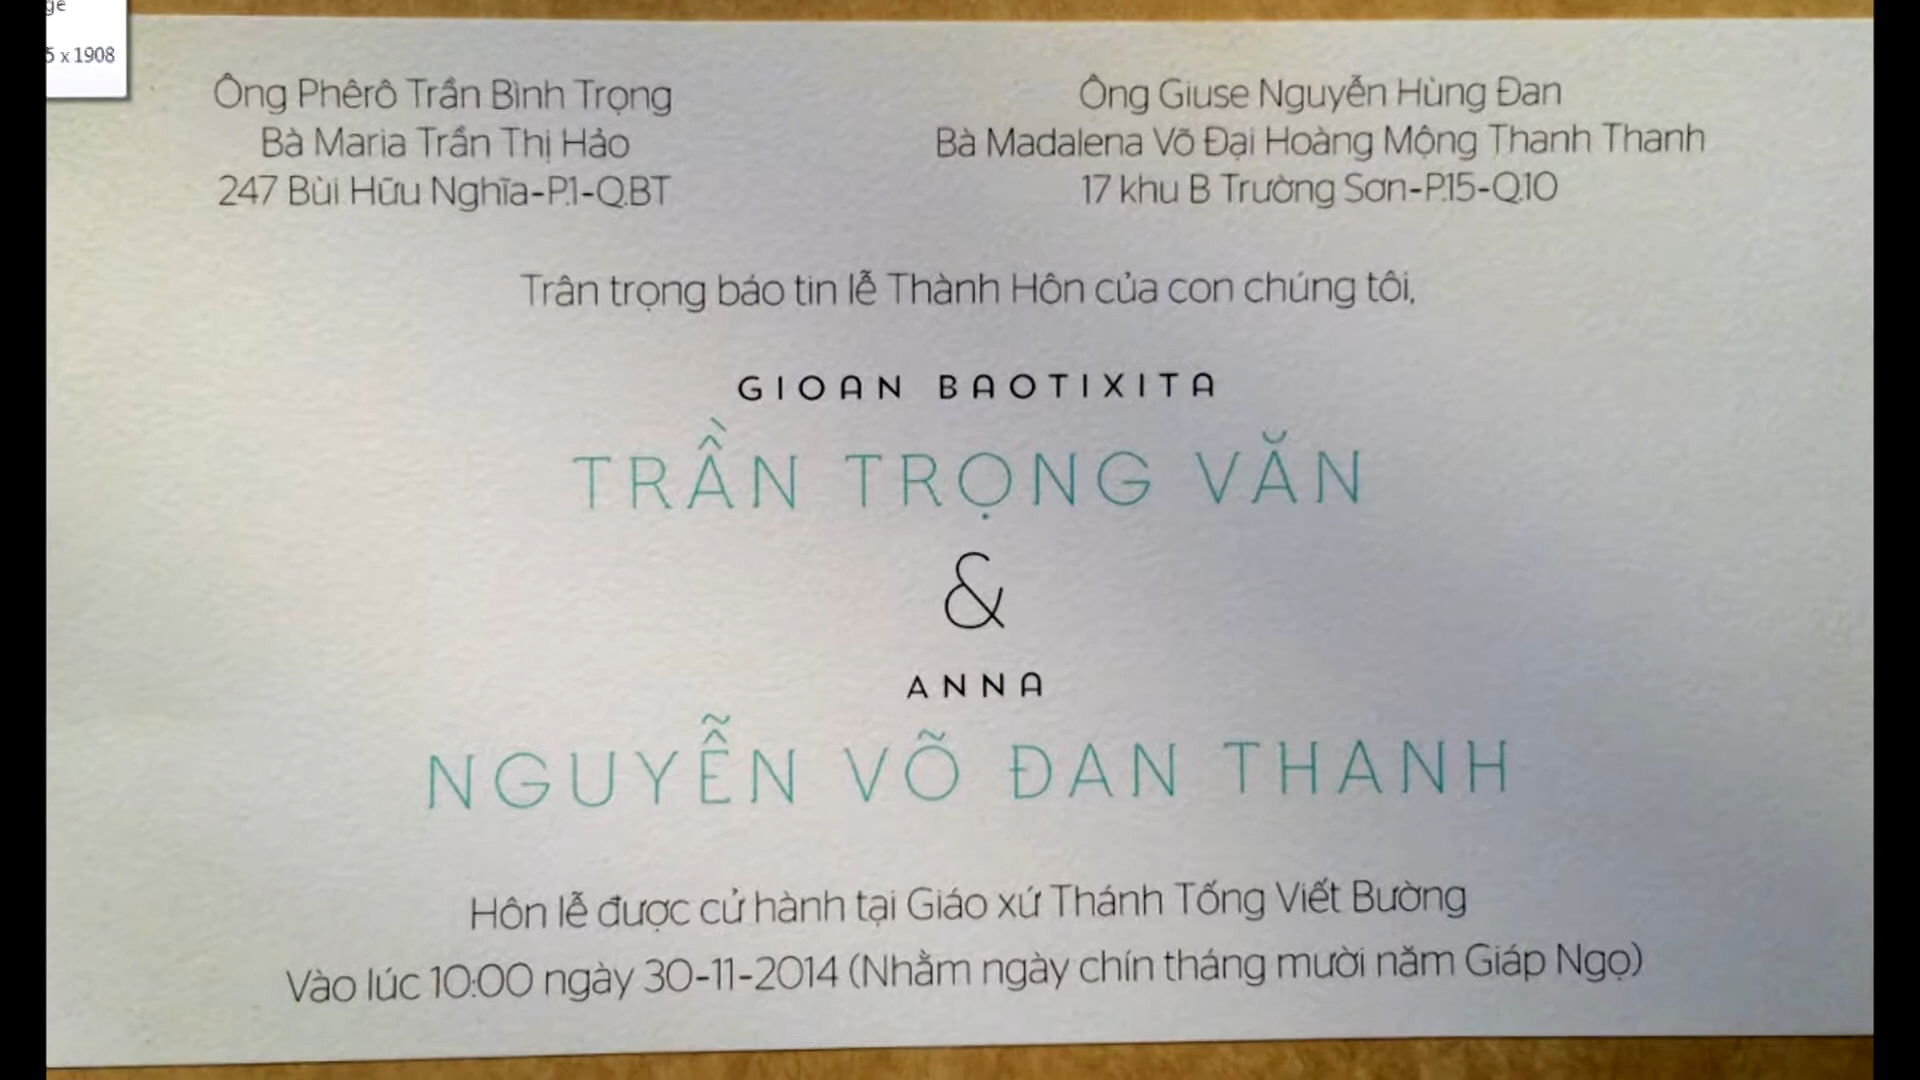 ge
5 x 1908
Ông Phêrô Trần Bình Trọng
Bà Maria Trần Thị Hảo
247 Bùi Hữu Nghĩa-P.1-Q.BT
Ông Giuse Nguyễn Hùng Đan
Bà Madalena Võ Đại Hoàng Mộng Thanh Thanh
17 khu B Trường Sơn-P.15-Q.10
Trân trọng báo tin lễ Thành Hôn của con chúng tôi,
GIOAN BAOTIXITA
TRẦN TRỌNG VĂN
&
ANNA
NGUYỄN VÕ ĐAN THANH
Hôn lễ được cử hành tại Giáo xứ Thánh Tống Viết Bường
Vào lúc 10:00 ngày 30-11-2014 (Nhằm ngày chín tháng mười năm Giáp Ngọ)